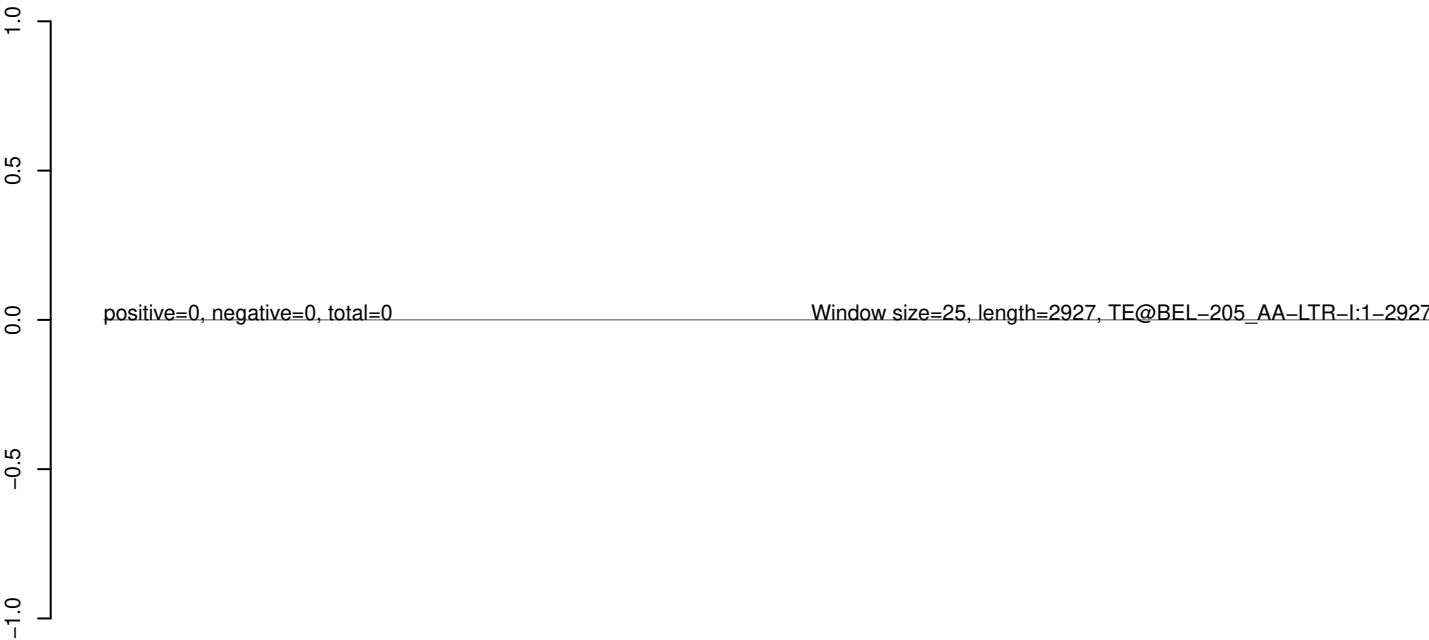 1.0
0.5
0.0
−0.5
−1.0
positive=0, negative=0, total=0
Window size=25, length=2927, TE@BEL−205_AA−LTR−I:1−2927